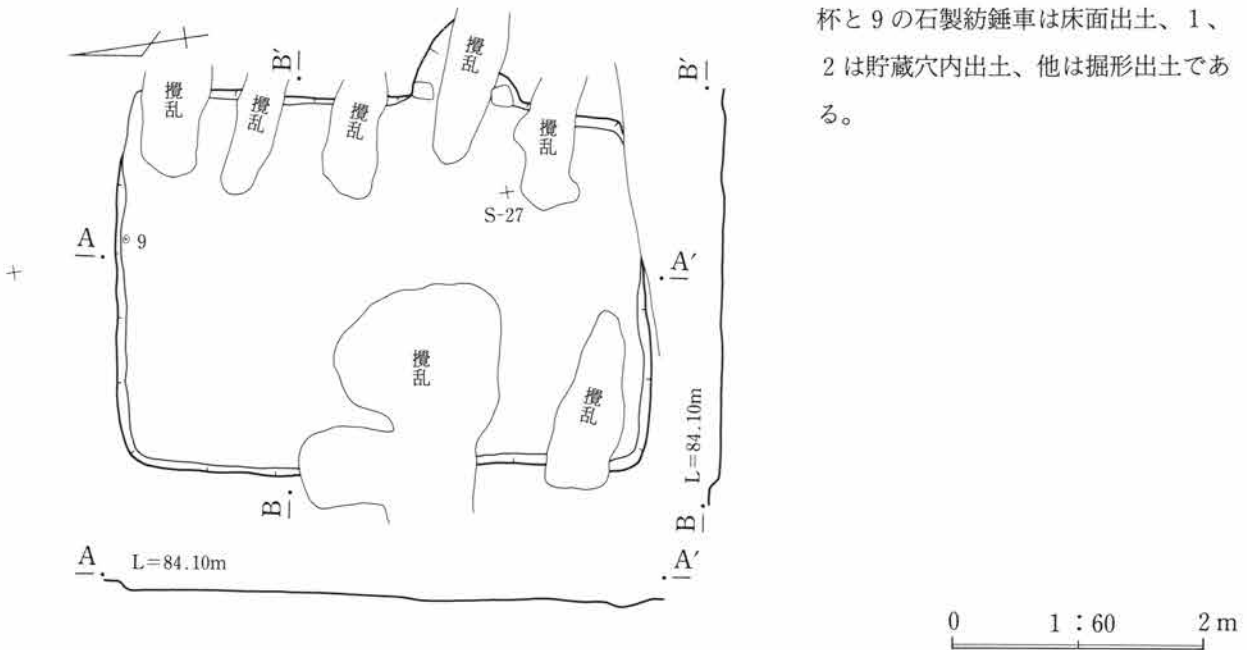 杯と9の石製紡錘車は床面出土、1、
2は貯蔵穴内出土、他は掘形出土であ
る。
B′
B′
攪乱
攪乱
攪乱
攪乱
攪乱
S-27
A
9
A′
攪乱
攪乱
L=84.10m
B
B
A
L=84.10m
A′
0 1:60 2m